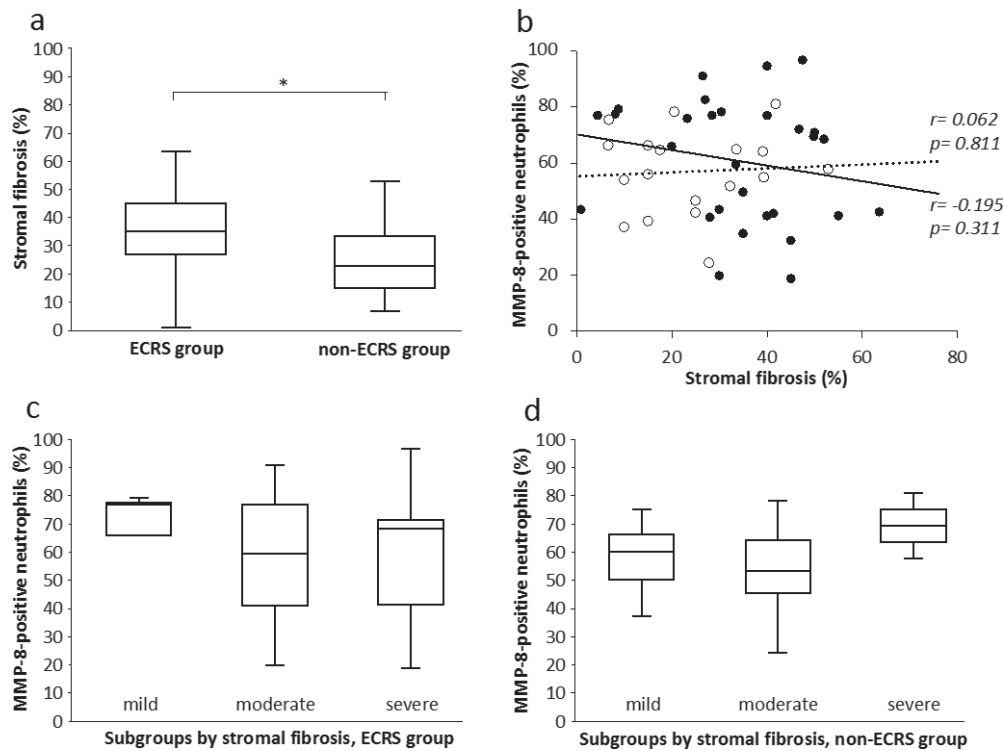 a
100
90
80
70
60
50
40
30
20
10
0
Stromal fibrosis (%)
*
ECRS group
non-ECRS group
b
100
80
60
40
20
0
MMP-8-positive neutrophils (%)
r= 0.062
p= 0.811
r= -0.195
p= 0.311
0
20
40
60
80
Stromal fibrosis (%)
c
100
90
80
70
60
50
40
30
20
10
0
MMP-8-positive neutrophils (%)
mild
moderate
severe
Subgroups by stromal fibrosis, ECRS group
d
100
90
80
70
60
50
40
30
20
10
0
MMP-8-positive neutrophils (%)
mild
moderate
severe
Subgroups by stromal fibrosis, non-ECRS group